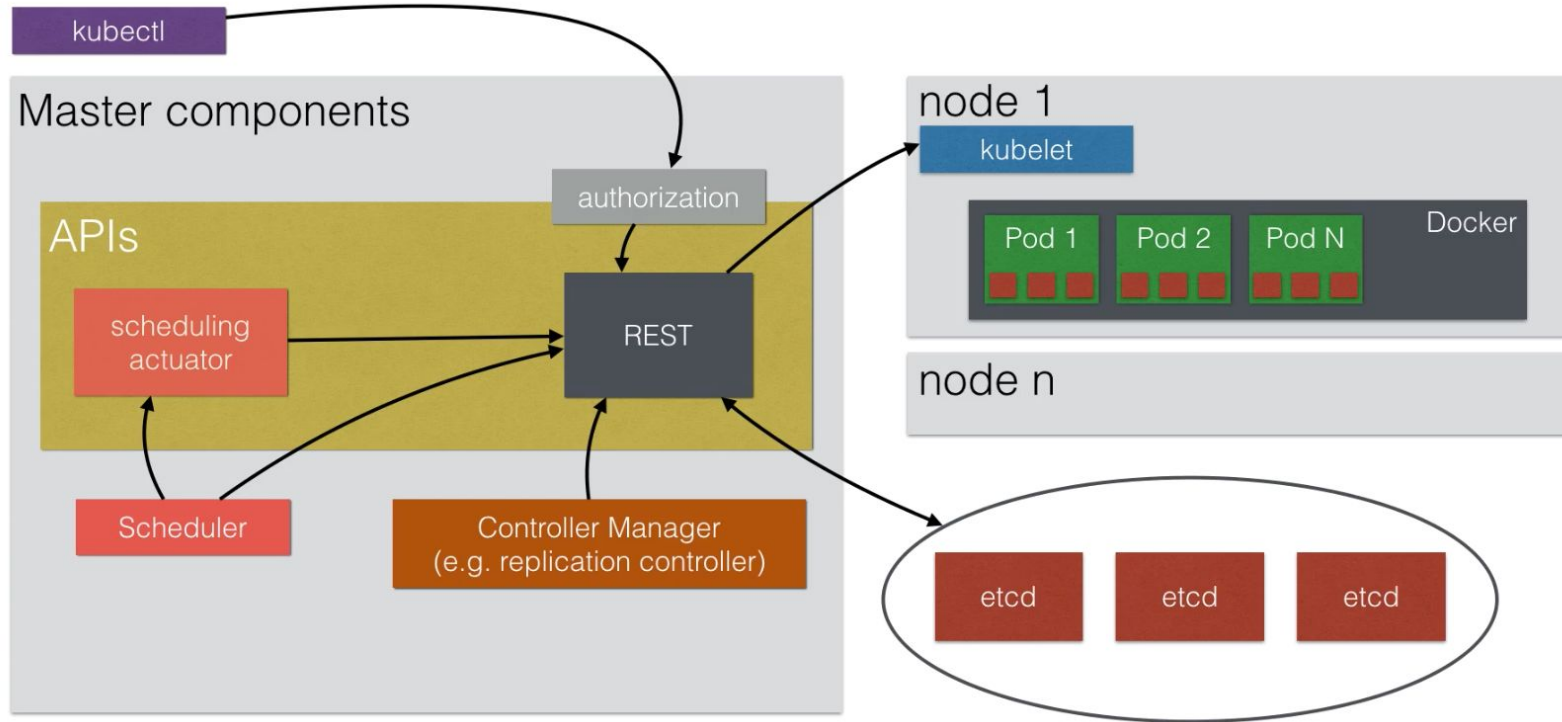 kubectl
Master components
authorization
APIs
scheduling
actuator
REST
Scheduler
Controller Manager
(e.g. replication controller)
node 1
kubelet
Docker
Pod 1
Pod 2
Pod N
node n
etcd
etcd
etcd